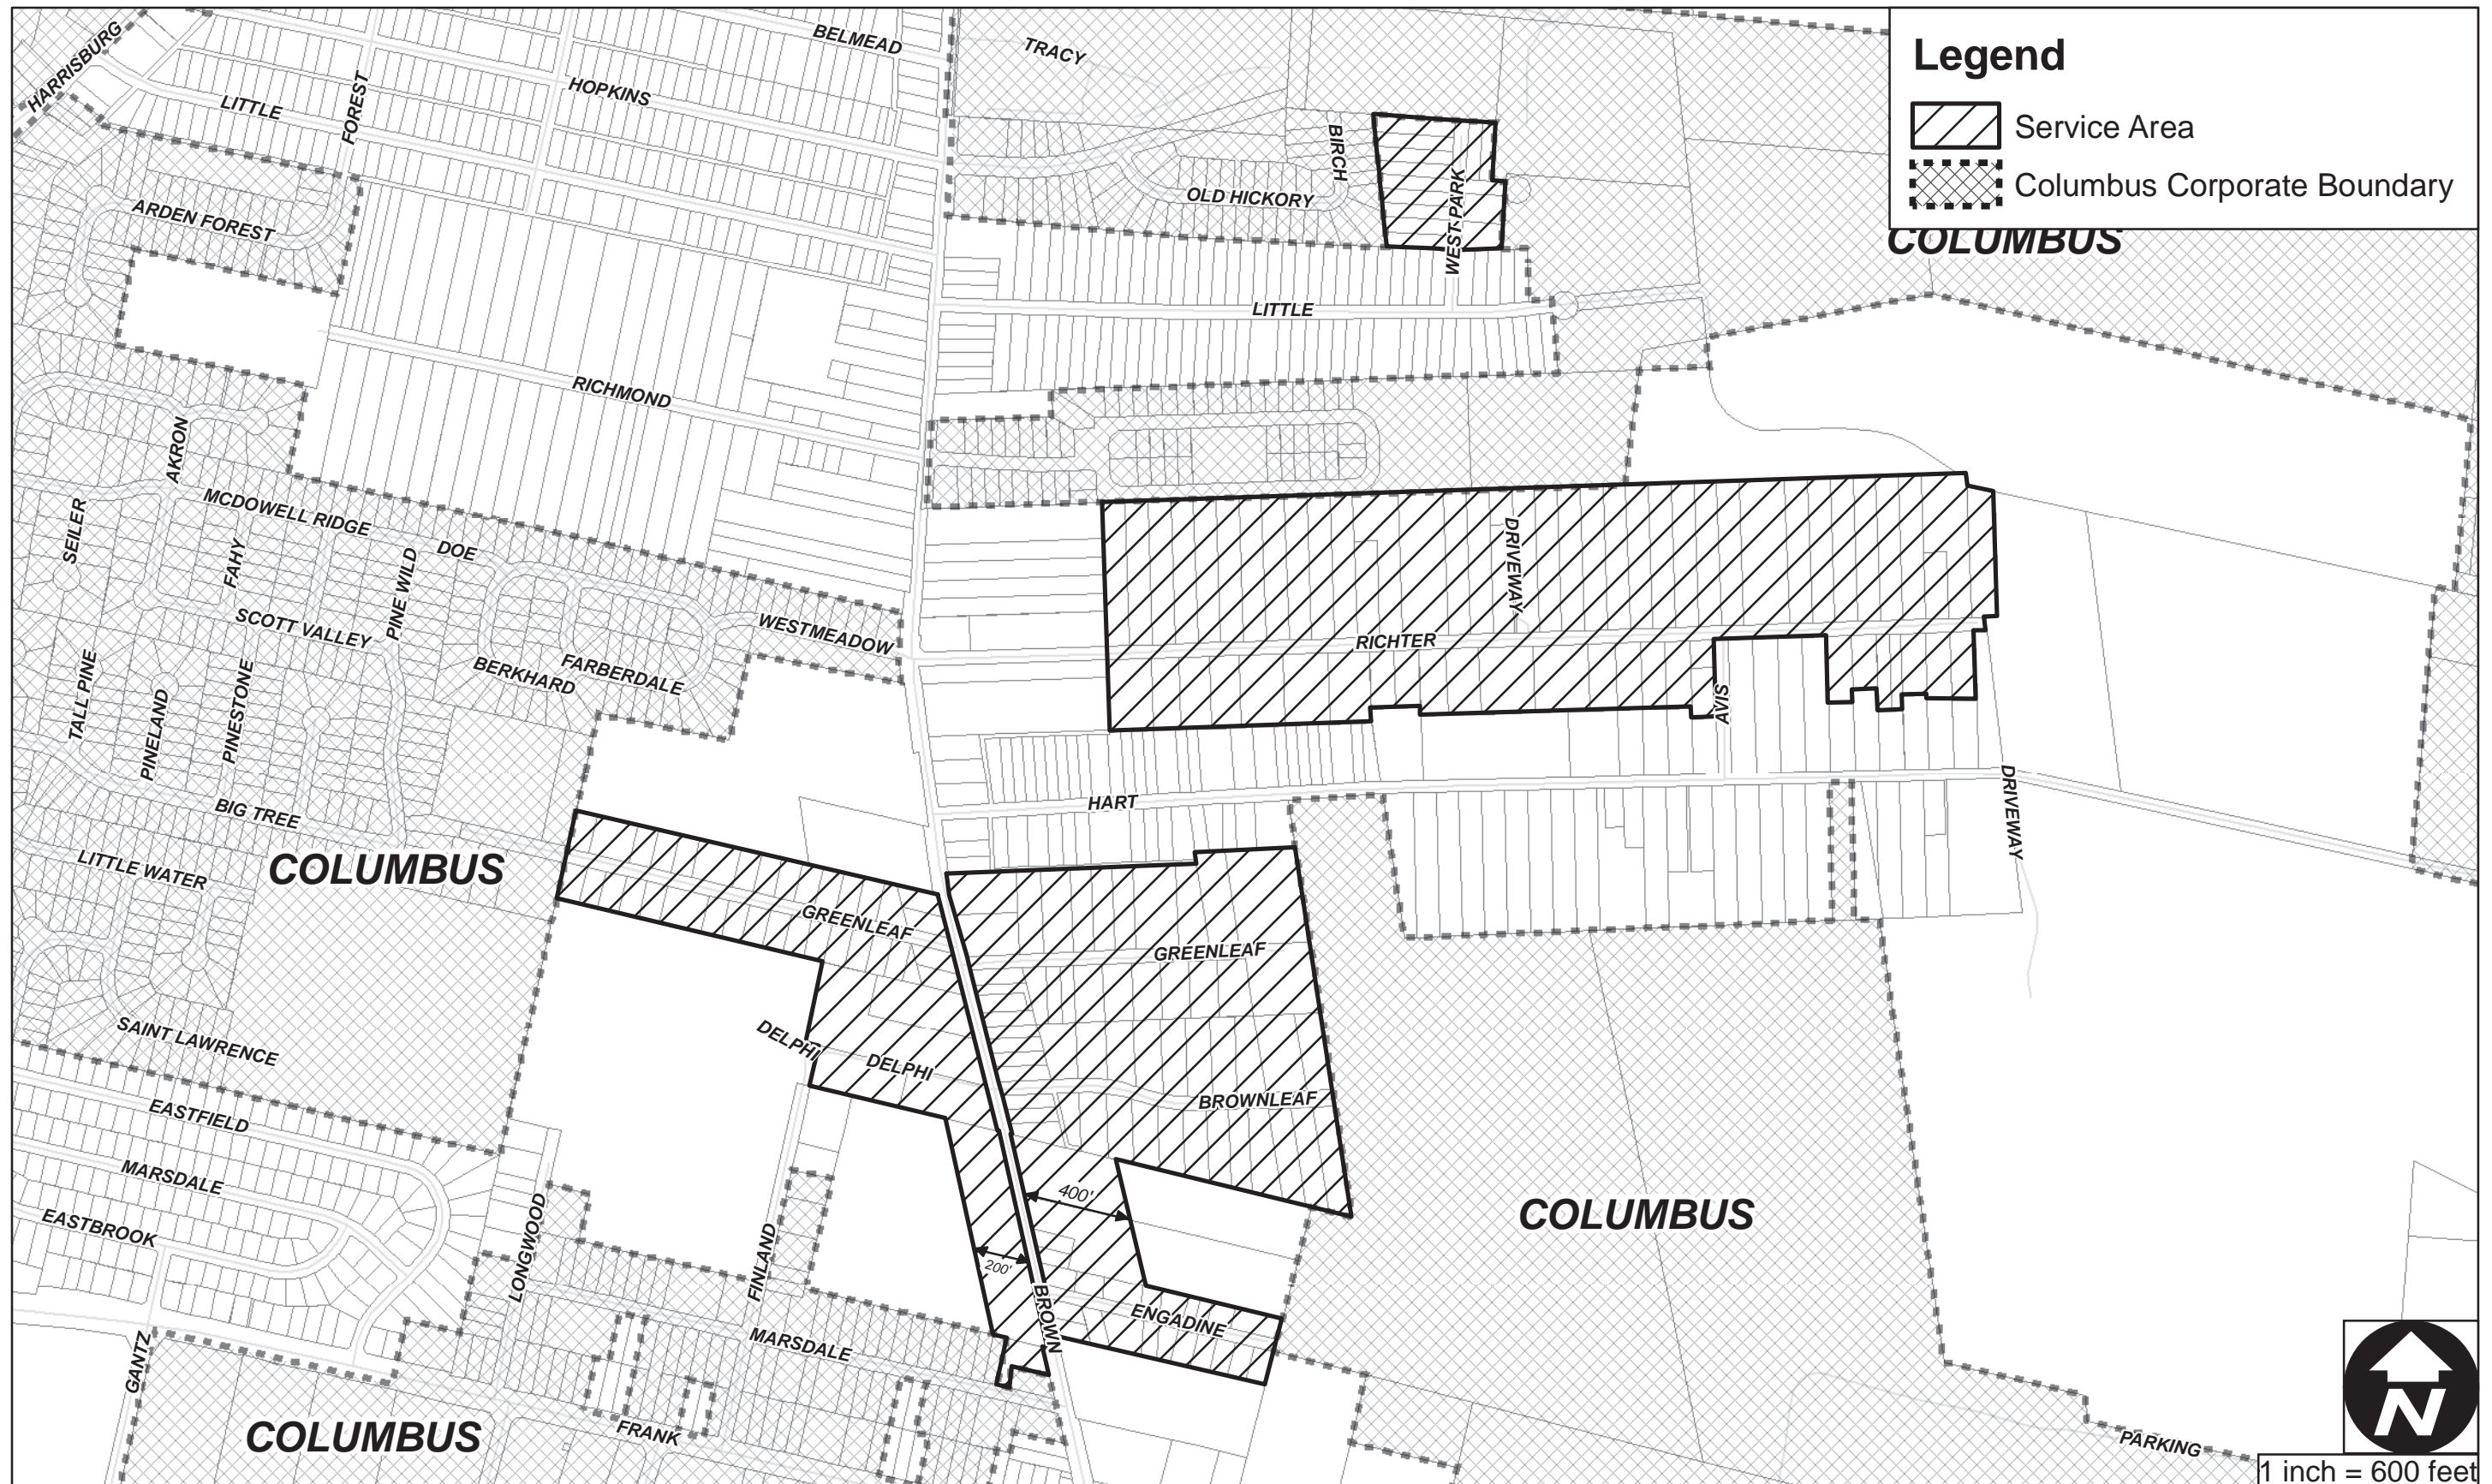 HARRISBURG
LITTLE
FOREST
HOPKINS
BELMEAD
TRACY
BIRCH
OLD HICKORY
WEST PARK
Legend
Service Area
Columbus Corporate Boundary
COLUMBUS
ARDEN FOREST
LITTLE
RICHMOND
AKRON
MCDOWELL RIDGE
SEILER
FAHY
DOE
PINE WILD
SCOTT VALLEY
WESTMEADOW
BERKHARD
FARBERDALE
DRIVEWAY
RICHTER
AVIS
TALL PINE
PINELAND
PINESTONE
BIG TREE
HART
DRIVEWAY
LITTLE WATER
COLUMBUS
GREENLEAF
GREENLEAF
SAINT LAWRENCE
DELPHI
DELPHI
BROWNLEAF
EASTFIELD
MARSDALE
EASTBROOK
LONGWOOD
FINLAND
400'
200'
COLUMBUS
BROWN
ENGADINE
GANTZ
MARSDALE
COLUMBUS
FRANK
PARKING
N
1 inch = 600 feet